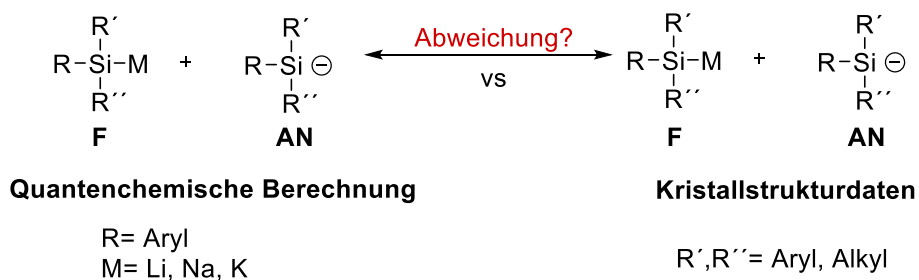 R´ R´ Abweichung? R´ R´
R-Si-M + R-Si ⊖ vs R-Si-M + R-Si ⊖
R´´ R´´ R´´ R´´
F AN F AN
Quantenchemische Berechnung Kristallstrukturdaten
R= Aryl
M= Li, Na, K
R´,R´´= Aryl, Alkyl